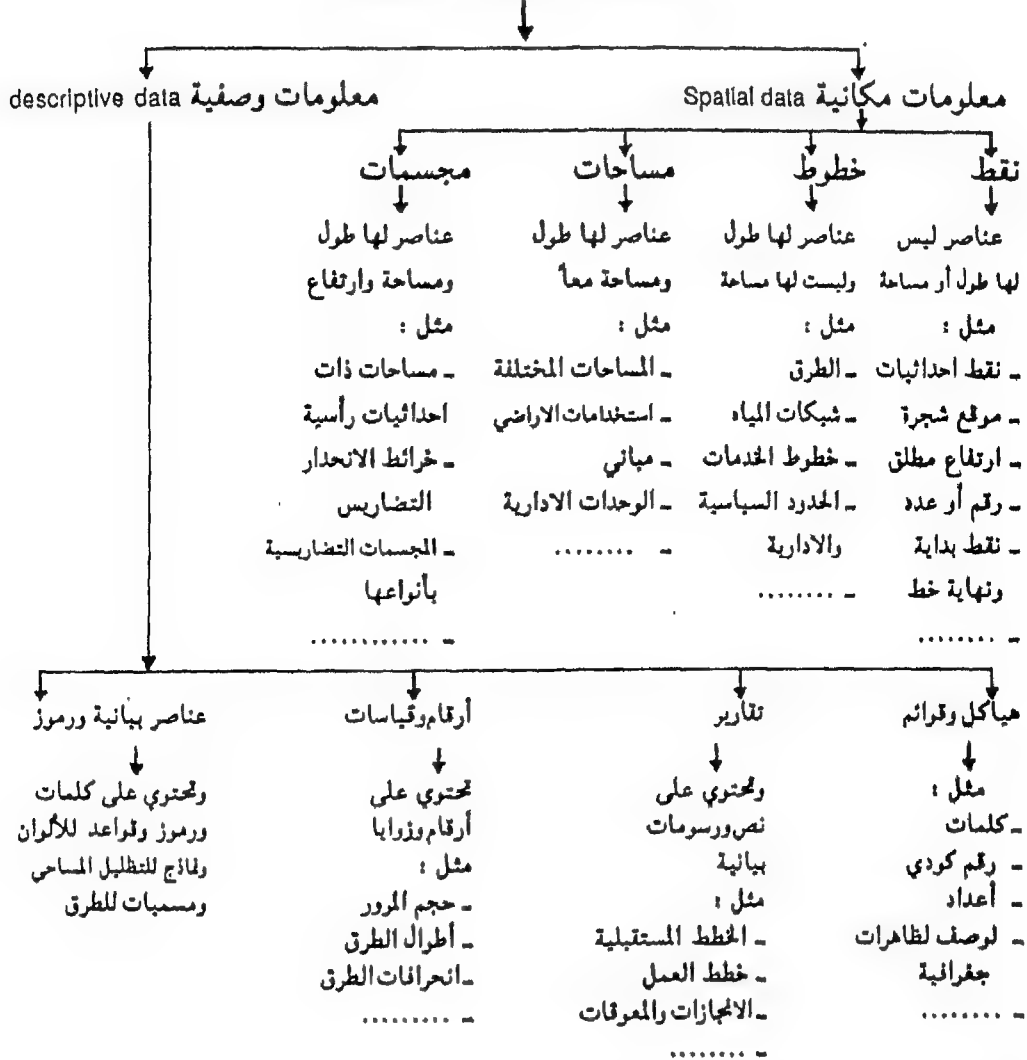 معلومات مكانية Spatial data
معلومات وصفية descriptive data
نقط
عناصر ليس
لها طول أو مساحة
مثل :
ـ نقط احداثيات
ـ موقع شجرة
ـ ارتفاع مطلق
ـ رقم أو عدد
ـ نقط بداية
ونهاية خط
ـ ........
خطوط
عناصر لها طول
وليست لها مساحة
مثل :
ـ الطرق
ـ شبكات المياه
ـ خطوط الخدمات
ـ الحدود السياسية
والادارية
ـ ........
مساحات
عناصر لها طول
ومساحة معاً
مثل :
ـ المساحات المختلفة
ـ استخدامات الاراضي
ـ مباني
ـ الوحدات الادارية
ـ ........
مجسمات
عناصر لها طول
ومساحة وارتفاع
مثل :
ـ مساحات ذات
احداثيات رأسية
ـ خرائط الانحدار
التضاريس
ـ المجسمات التضاريسية
بأنواعها
ـ ............
هياكل وقوائم
مثل :
ـ كلمات
ـ رقم كودي
ـ أعداد
ـ لوصف لظاهرات
جغرافية
ـ ........
تقارير
وتحتوي على
نص ورسومات
بيانية
مثل :
ـ الخطط المستقبلية
ـ خطط العمل
ـ الانجازات والمعوقات
ـ ........
أرقام وقياسات
تحتوي على
أرقام وزوايا
مثل :
ـ حجم المرور
ـ أطوال الطرق
ـ انحرافات الطرق
ـ .........
عناصر بيانية ورموز
وتحتوي على كلمات
ورموز وقواعد للألوان
ونماذج للتظليل المساحي
ومسميات للطرق